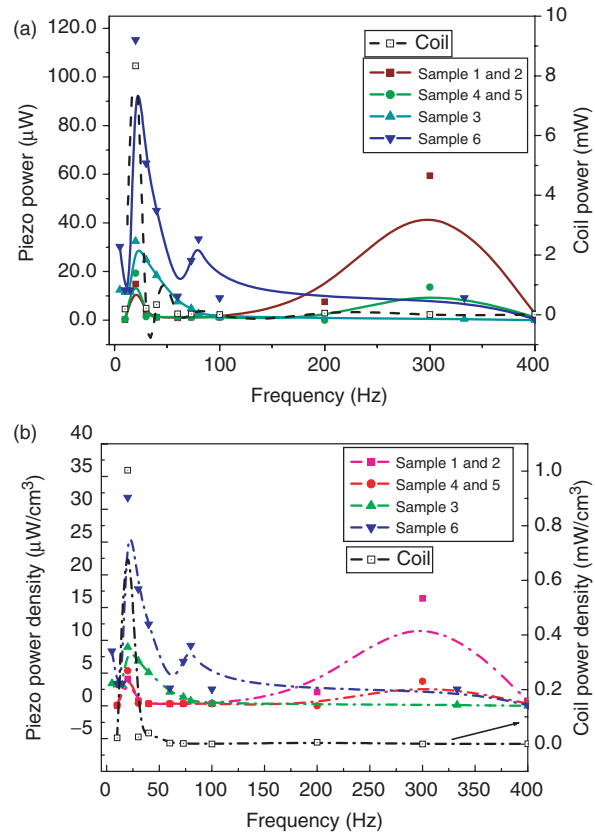 (a)
120.0
100.0
80.0
60.0
40.0
20.0
0.0
Piezo power (μW)
10
8
6
4
2
0
Coil power (mW)
Coil
Sample 1 and 2
Sample 4 and 5
Sample 3
Sample 6
0
100
200
300
400
Frequency (Hz)
(b)
40
35
30
25
20
15
10
5
0
−5
Piezo power density (μW/cm³)
1.0
0.8
0.6
0.4
0.2
0.0
Coil power density (mW/cm³)
Sample 1 and 2
Sample 4 and 5
Sample 3
Sample 6
Coil
0
50
100
150
200
250
300
350
400
Frequency (Hz)